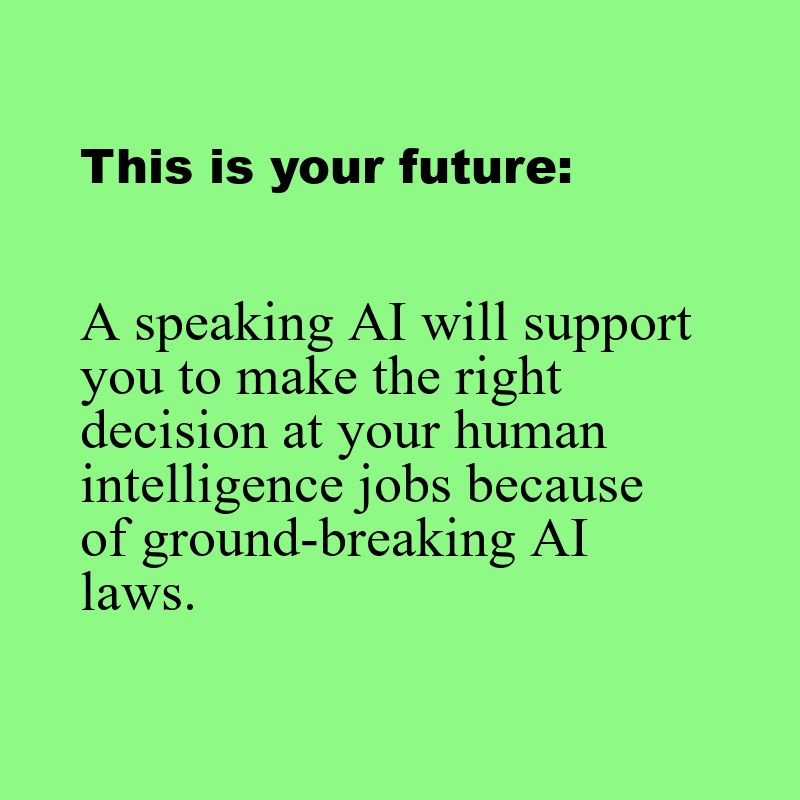 This is your future:
A speaking AI will support
you to make the right
decision at your human
intelligence jobs because
of ground-breaking AI
laws.